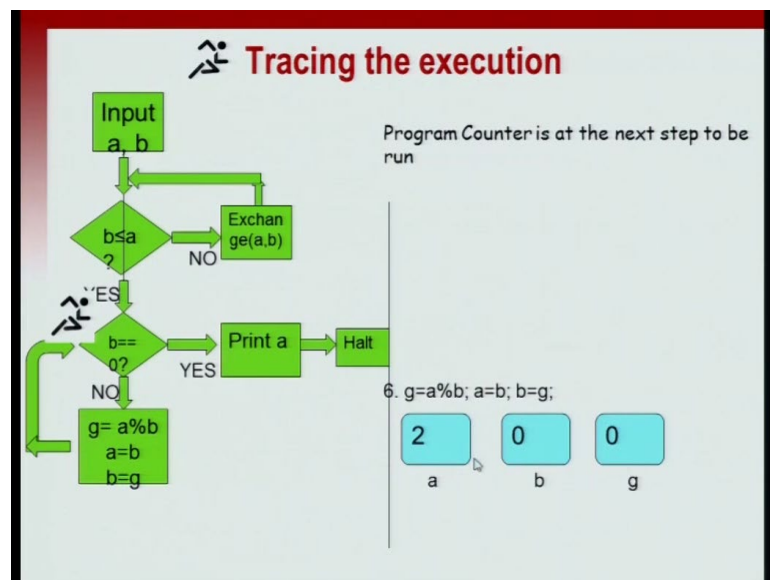 Tracing the execution
Input
a, b
Program Counter is at the next step to be
run
b≤a
?
NO
Exchan
ge(a,b)
YES
b==
0?
YES
Print a
Halt
NO
g= a%b
a=b
b=g
6. g=a%b; a=b; b=g;
2
0
0
a
b
g